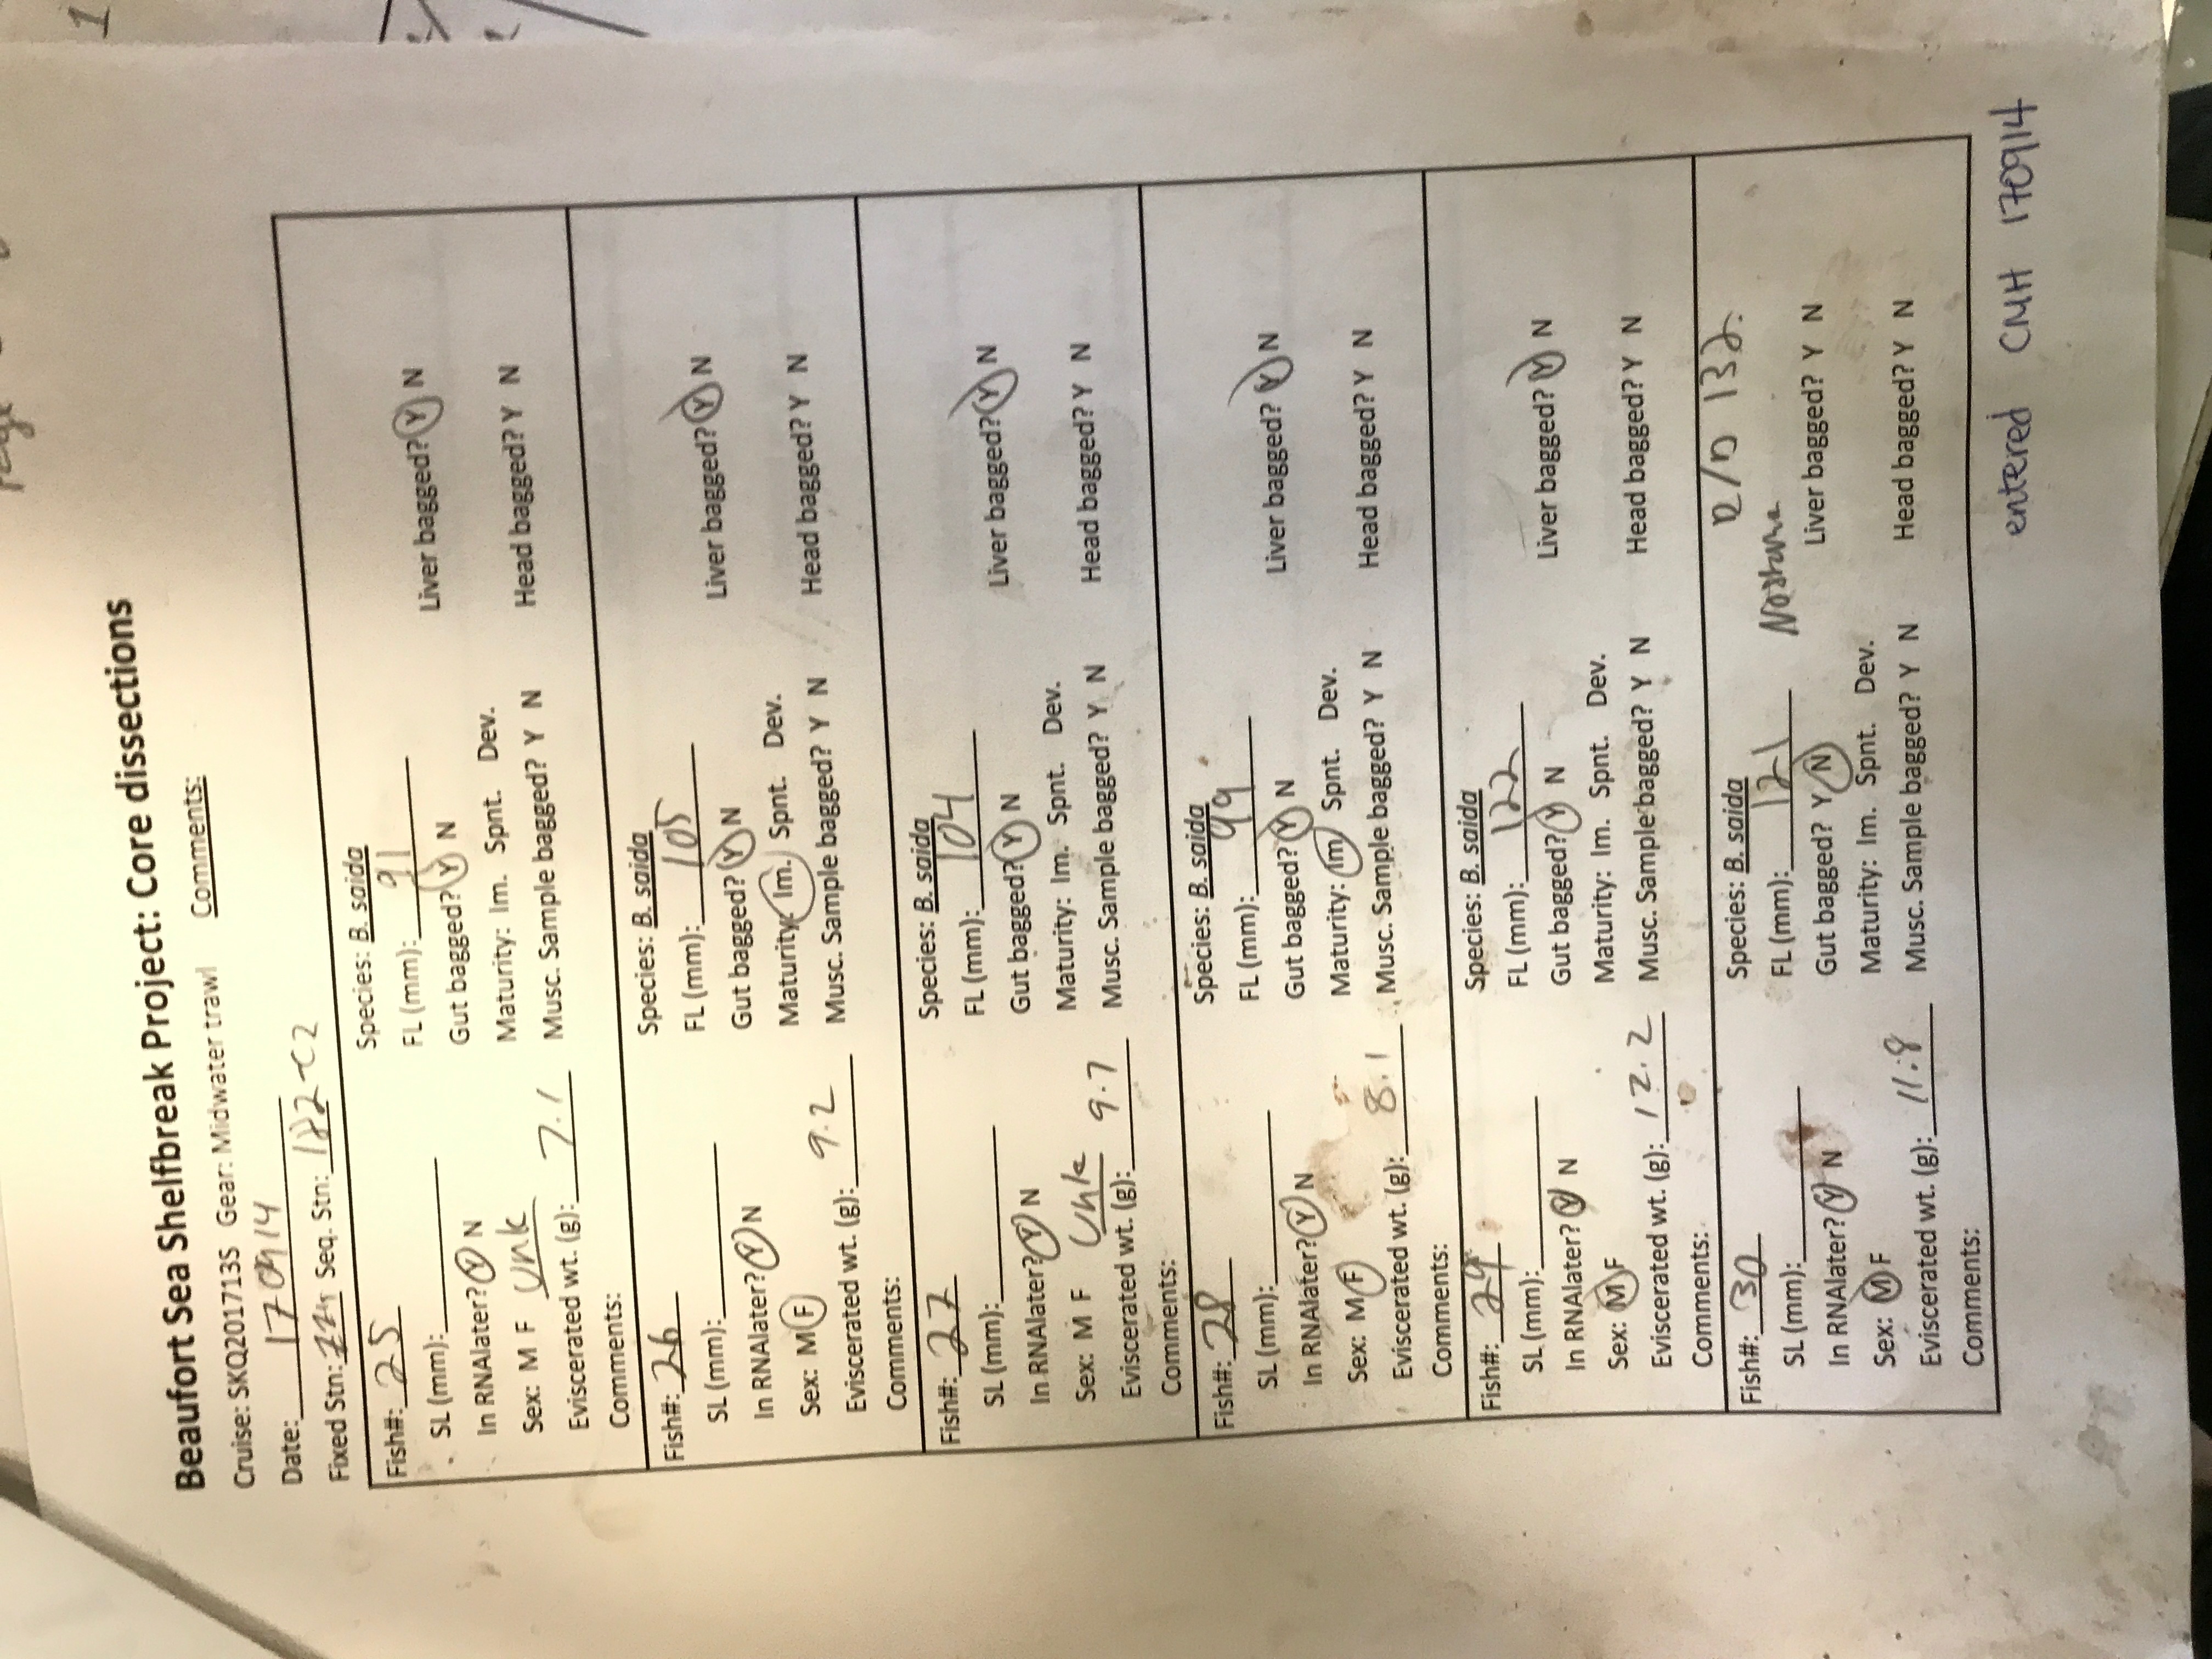 1
Page
Beaufort Sea Shelfbreak Project: Core dissections
Cruise: SKQ201713S Gear: Midwater trawl Comments:
Date: 170914
Fixed Stn: Seq. Stn: 122-C2
Fish#: 25 Species: B. saida
SL (mm): FL (mm): 91
In RNAlater? Y N Gut bagged? Y N Liver bagged? Y N
Sex: M F Unk Maturity: Im. Spnt. Dev.
Eviscerated wt. (g): 7.1 Musc. Sample bagged? Y N Head bagged? Y N
Comments:
Fish#: 26 Species: B. saida
SL (mm): FL (mm): 105
In RNAlater? Y N Gut bagged? Y N Liver bagged? Y N
Sex: M F Maturity: Im. Spnt. Dev.
Eviscerated wt. (g): 9.2 Musc. Sample bagged? Y N Head bagged? Y N
Comments:
Fish#: 27 Species: B. saida
SL (mm): FL (mm): 104
In RNAlater? Y N Gut bagged? Y N Liver bagged? Y N
Sex: M F Unk Maturity: Im. Spnt. Dev.
Eviscerated wt. (g): 9.7 Musc. Sample bagged? Y N Head bagged? Y N
Comments:
Fish#: 28 Species: B. saida
SL (mm): FL (mm): 99
In RNAlater? Y N Gut bagged? Y N Liver bagged? Y N
Sex: M F Maturity: Im Spnt. Dev.
Eviscerated wt. (g): 8.1 Musc. Sample bagged? Y N Head bagged? Y N
Comments:
Fish#: 29 Species: B. saida
SL (mm): FL (mm): 122
In RNAlater? Y N Gut bagged? Y N Liver bagged? Y N
Sex: M F Maturity: Im. Spnt. Dev.
Eviscerated wt. (g): 12.2 Musc. Sample bagged? Y N Head bagged? Y N
Comments:
Fish#: 30 Species: B. saida 132.
SL (mm): FL (mm): 121
In RNAlater? Y N Gut bagged? Y N Liver bagged? Y N
Sex: M F Maturity: Im. Spnt. Dev.
Eviscerated wt. (g): 11.8 Musc. Sample bagged? Y N Head bagged? Y N
Comments:
entered CMH 170914